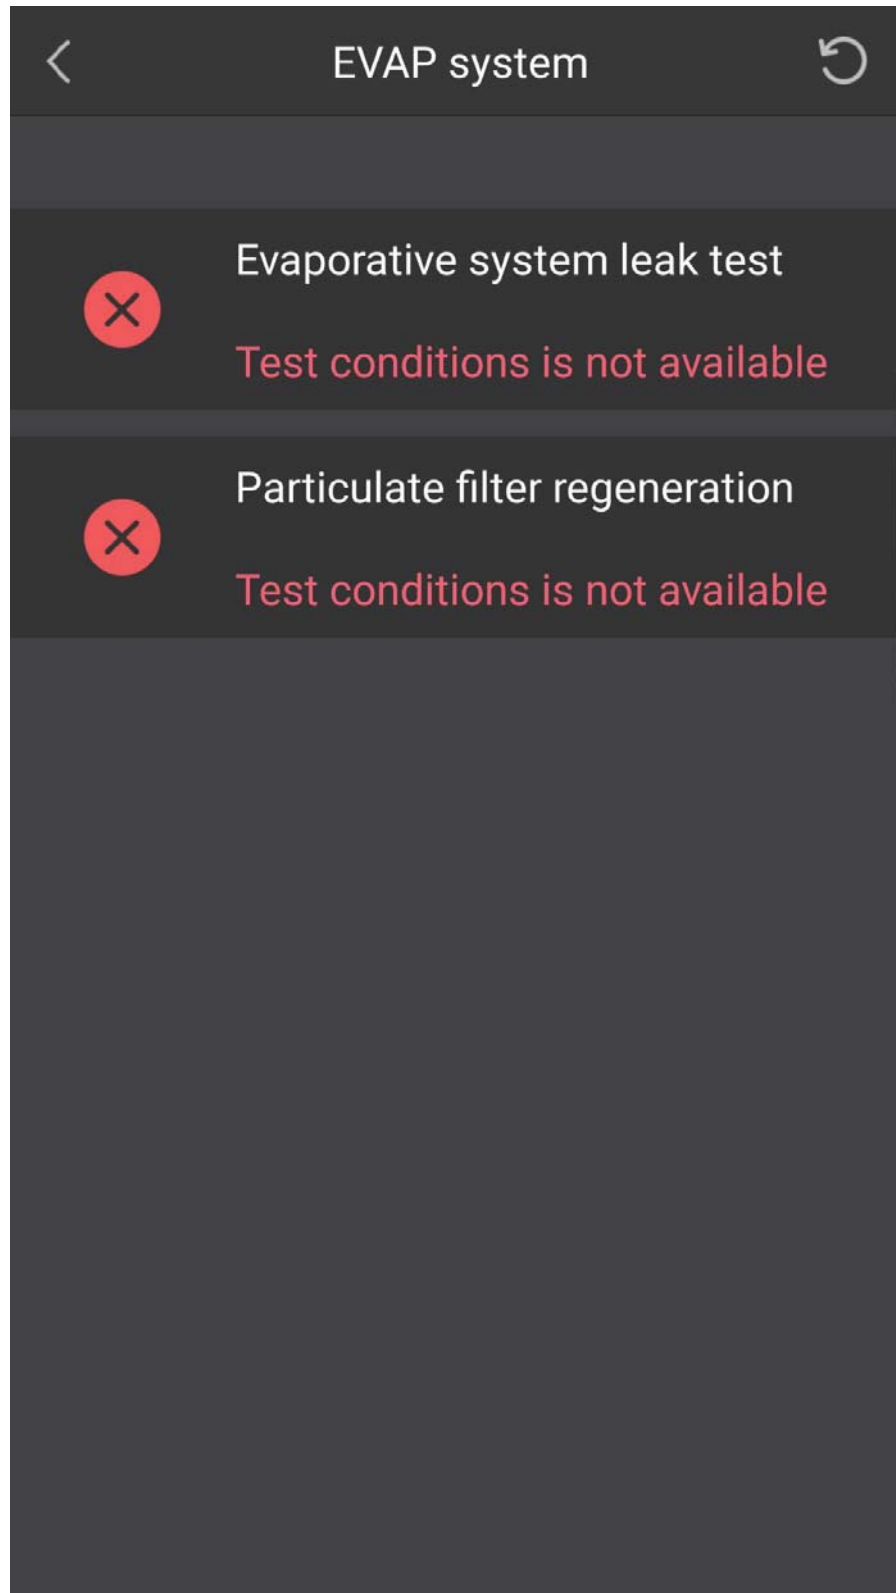 EVAP system
Evaporative system leak test
Test conditions is not available
Particulate filter regeneration
Test conditions is not available